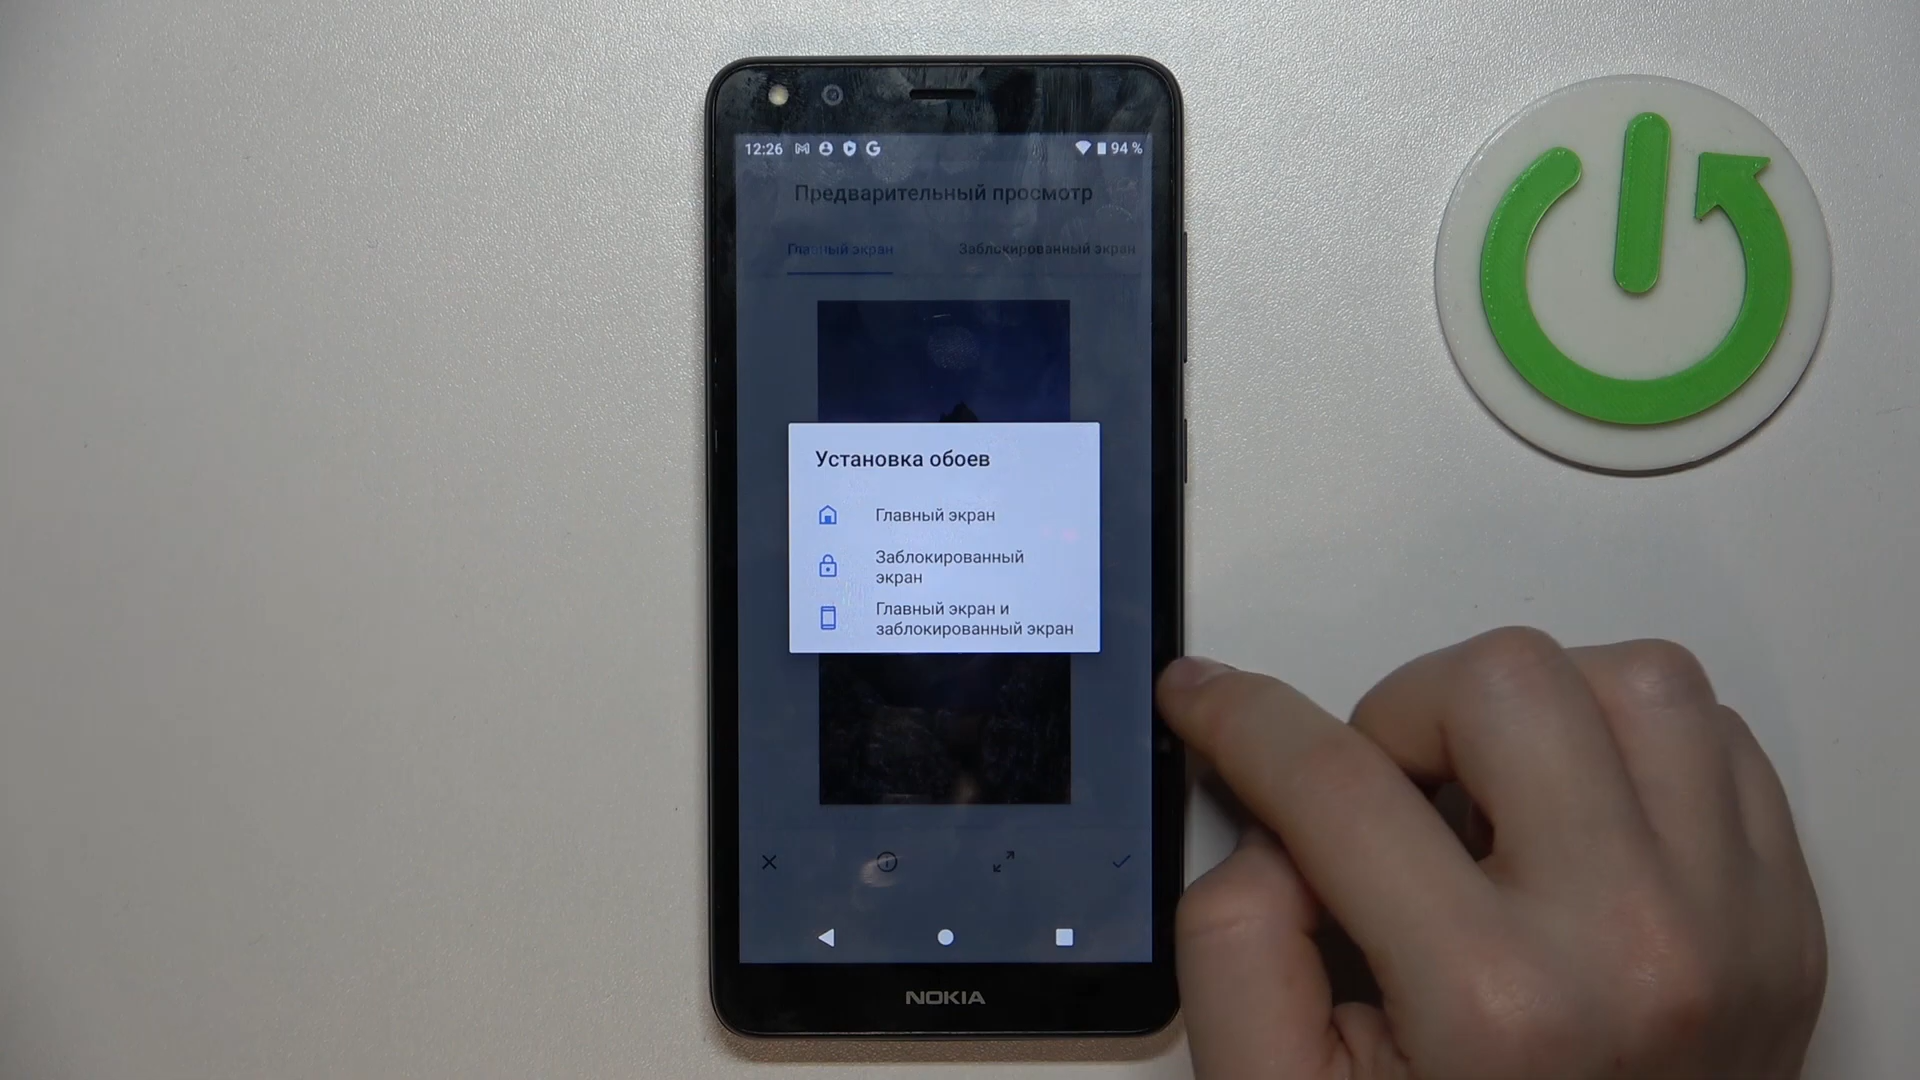 12:26
94 %
Предварительный просмотр
Главный экран
Заблокированный экран
Установка обоев
Главный экран
Заблокированный
экран
Главный экран и
заблокированный экран
NOKIA